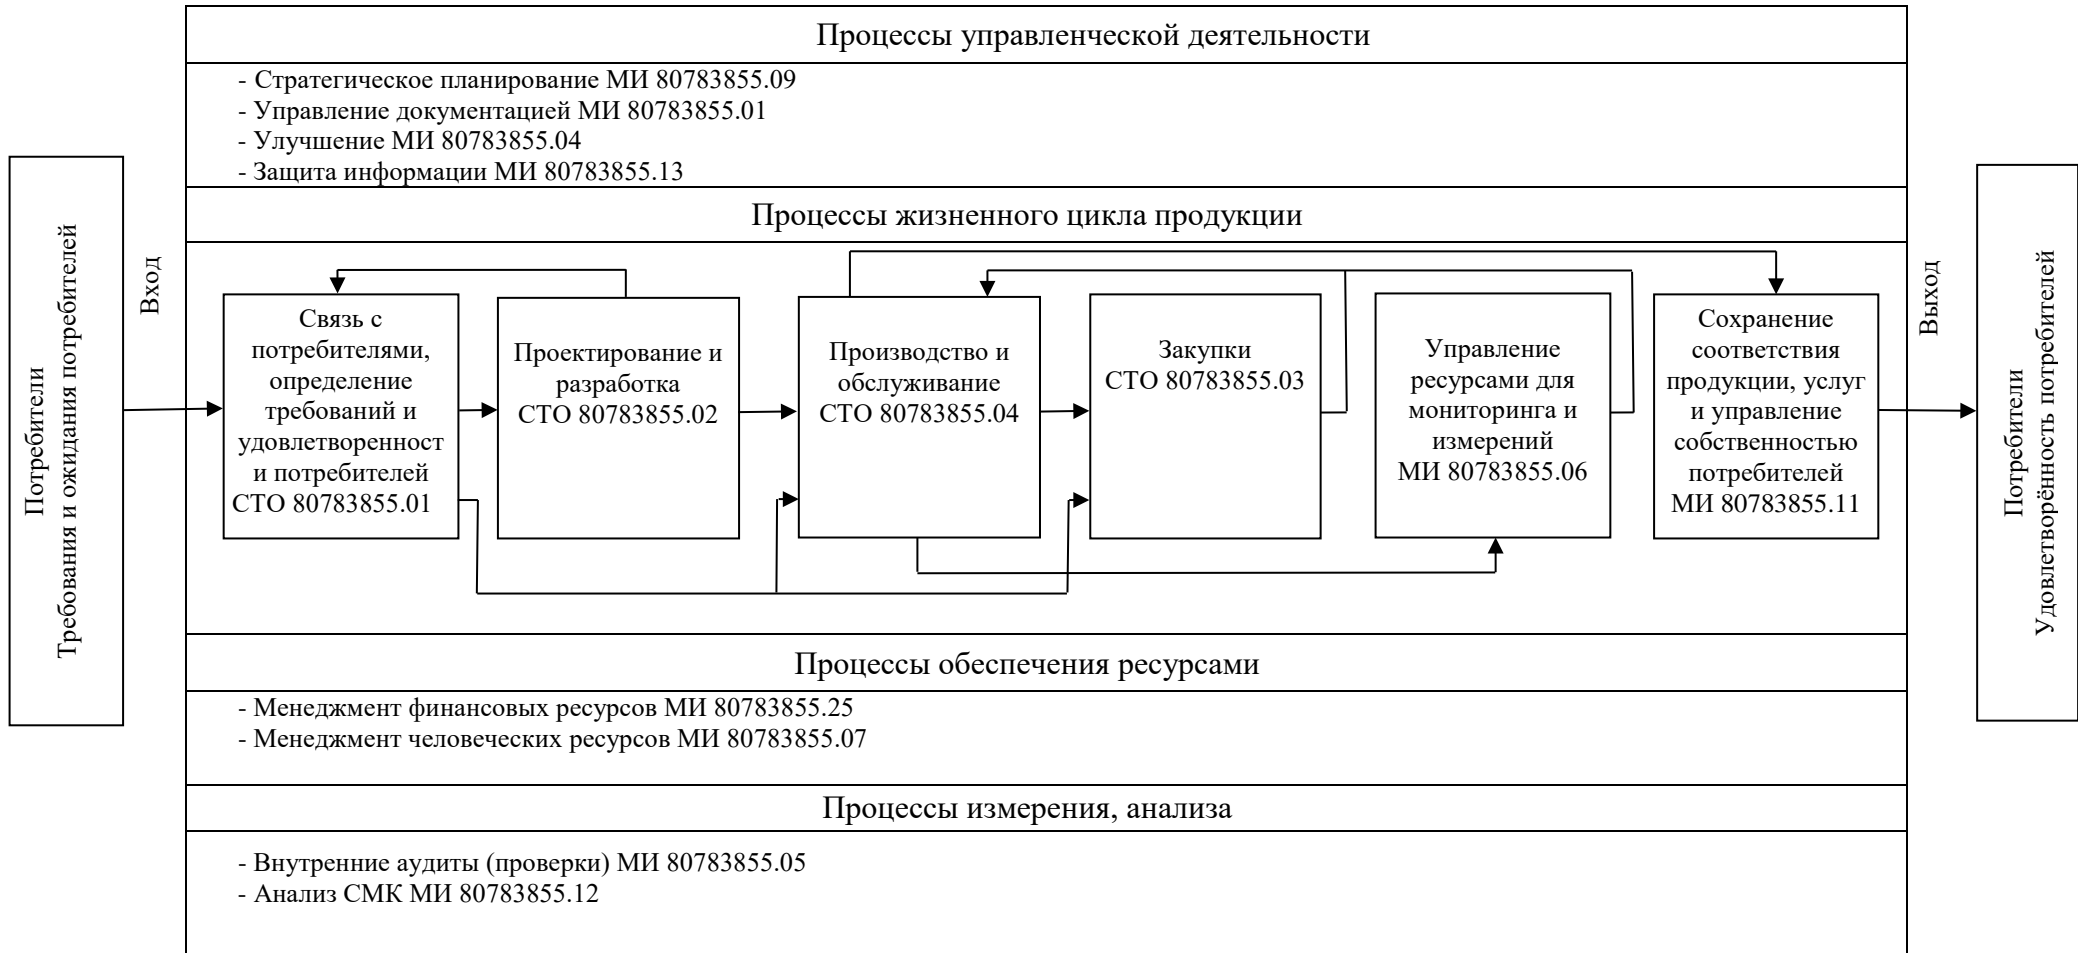 Процессы управленческой деятельности
- Стратегическое планирование МИ 80783855.09
- Управление документацией МИ 80783855.01
- Улучшение МИ 80783855.04
- Защита информации МИ 80783855.13
Потребители
Требования и ожидания потребителей
Вход
Процессы жизненного цикла продукции
Связь с
потребителями,
определение
требований и
удовлетворенност
и потребителей
СТО 80783855.01
Проектирование и
разработка
СТО 80783855.02
Производство и
обслуживание
СТО 80783855.04
Закупки
СТО 80783855.03
Управление
ресурсами для
мониторинга и
измерений
МИ 80783855.06
Сохранение
соответствия
продукции, услуг
и управление
собственностью
потребителей
МИ 80783855.11
Выход
Потребители
Удовлетворённость потребителей
Процессы обеспечения ресурсами
- Менеджмент финансовых ресурсов МИ 80783855.25
- Менеджмент человеческих ресурсов МИ 80783855.07
Процессы измерения, анализа
- Внутренние аудиты (проверки) МИ 80783855.05
- Анализ СМК МИ 80783855.12